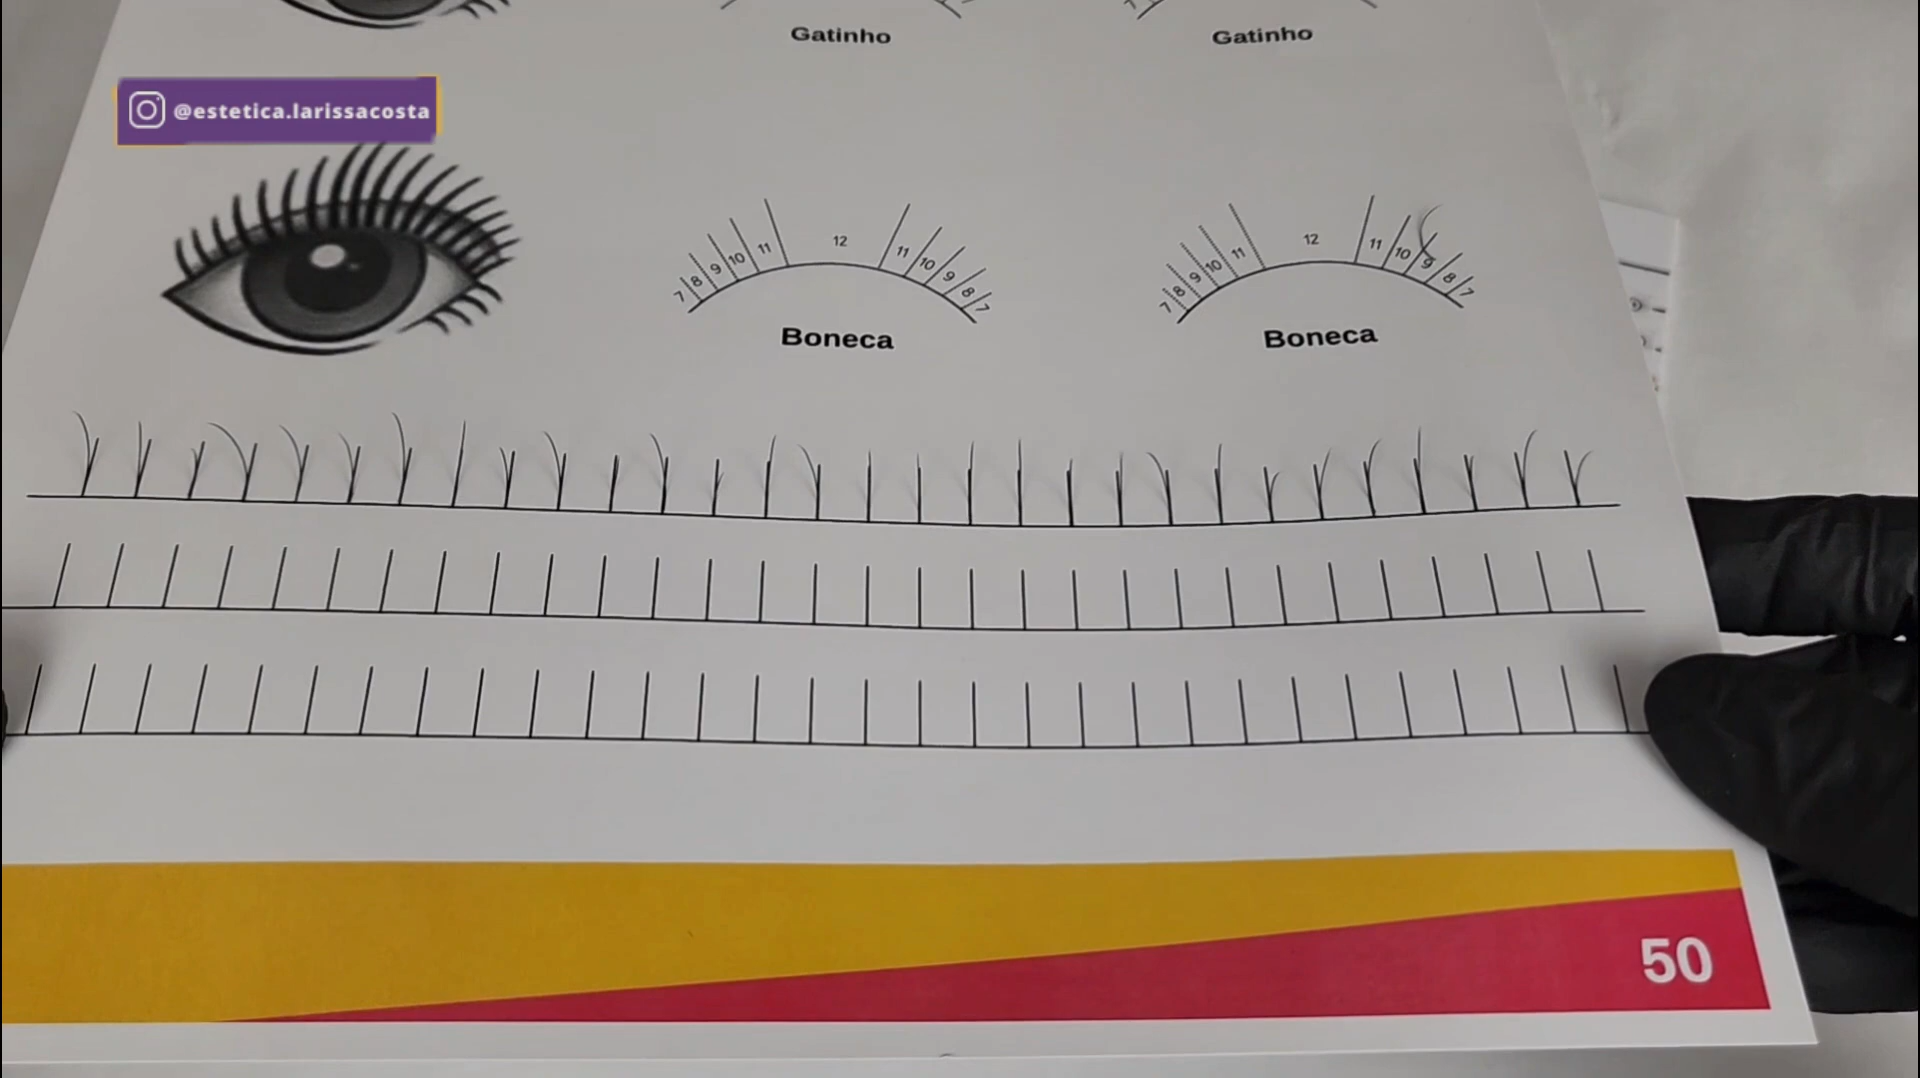 Gatinho
Gatinho
@estetica.larissacosta
7 8 9 10 11 12 11 10 9 8 7
7 8 9 10 11 12 11 10 9 8 7
Boneca
Boneca
50